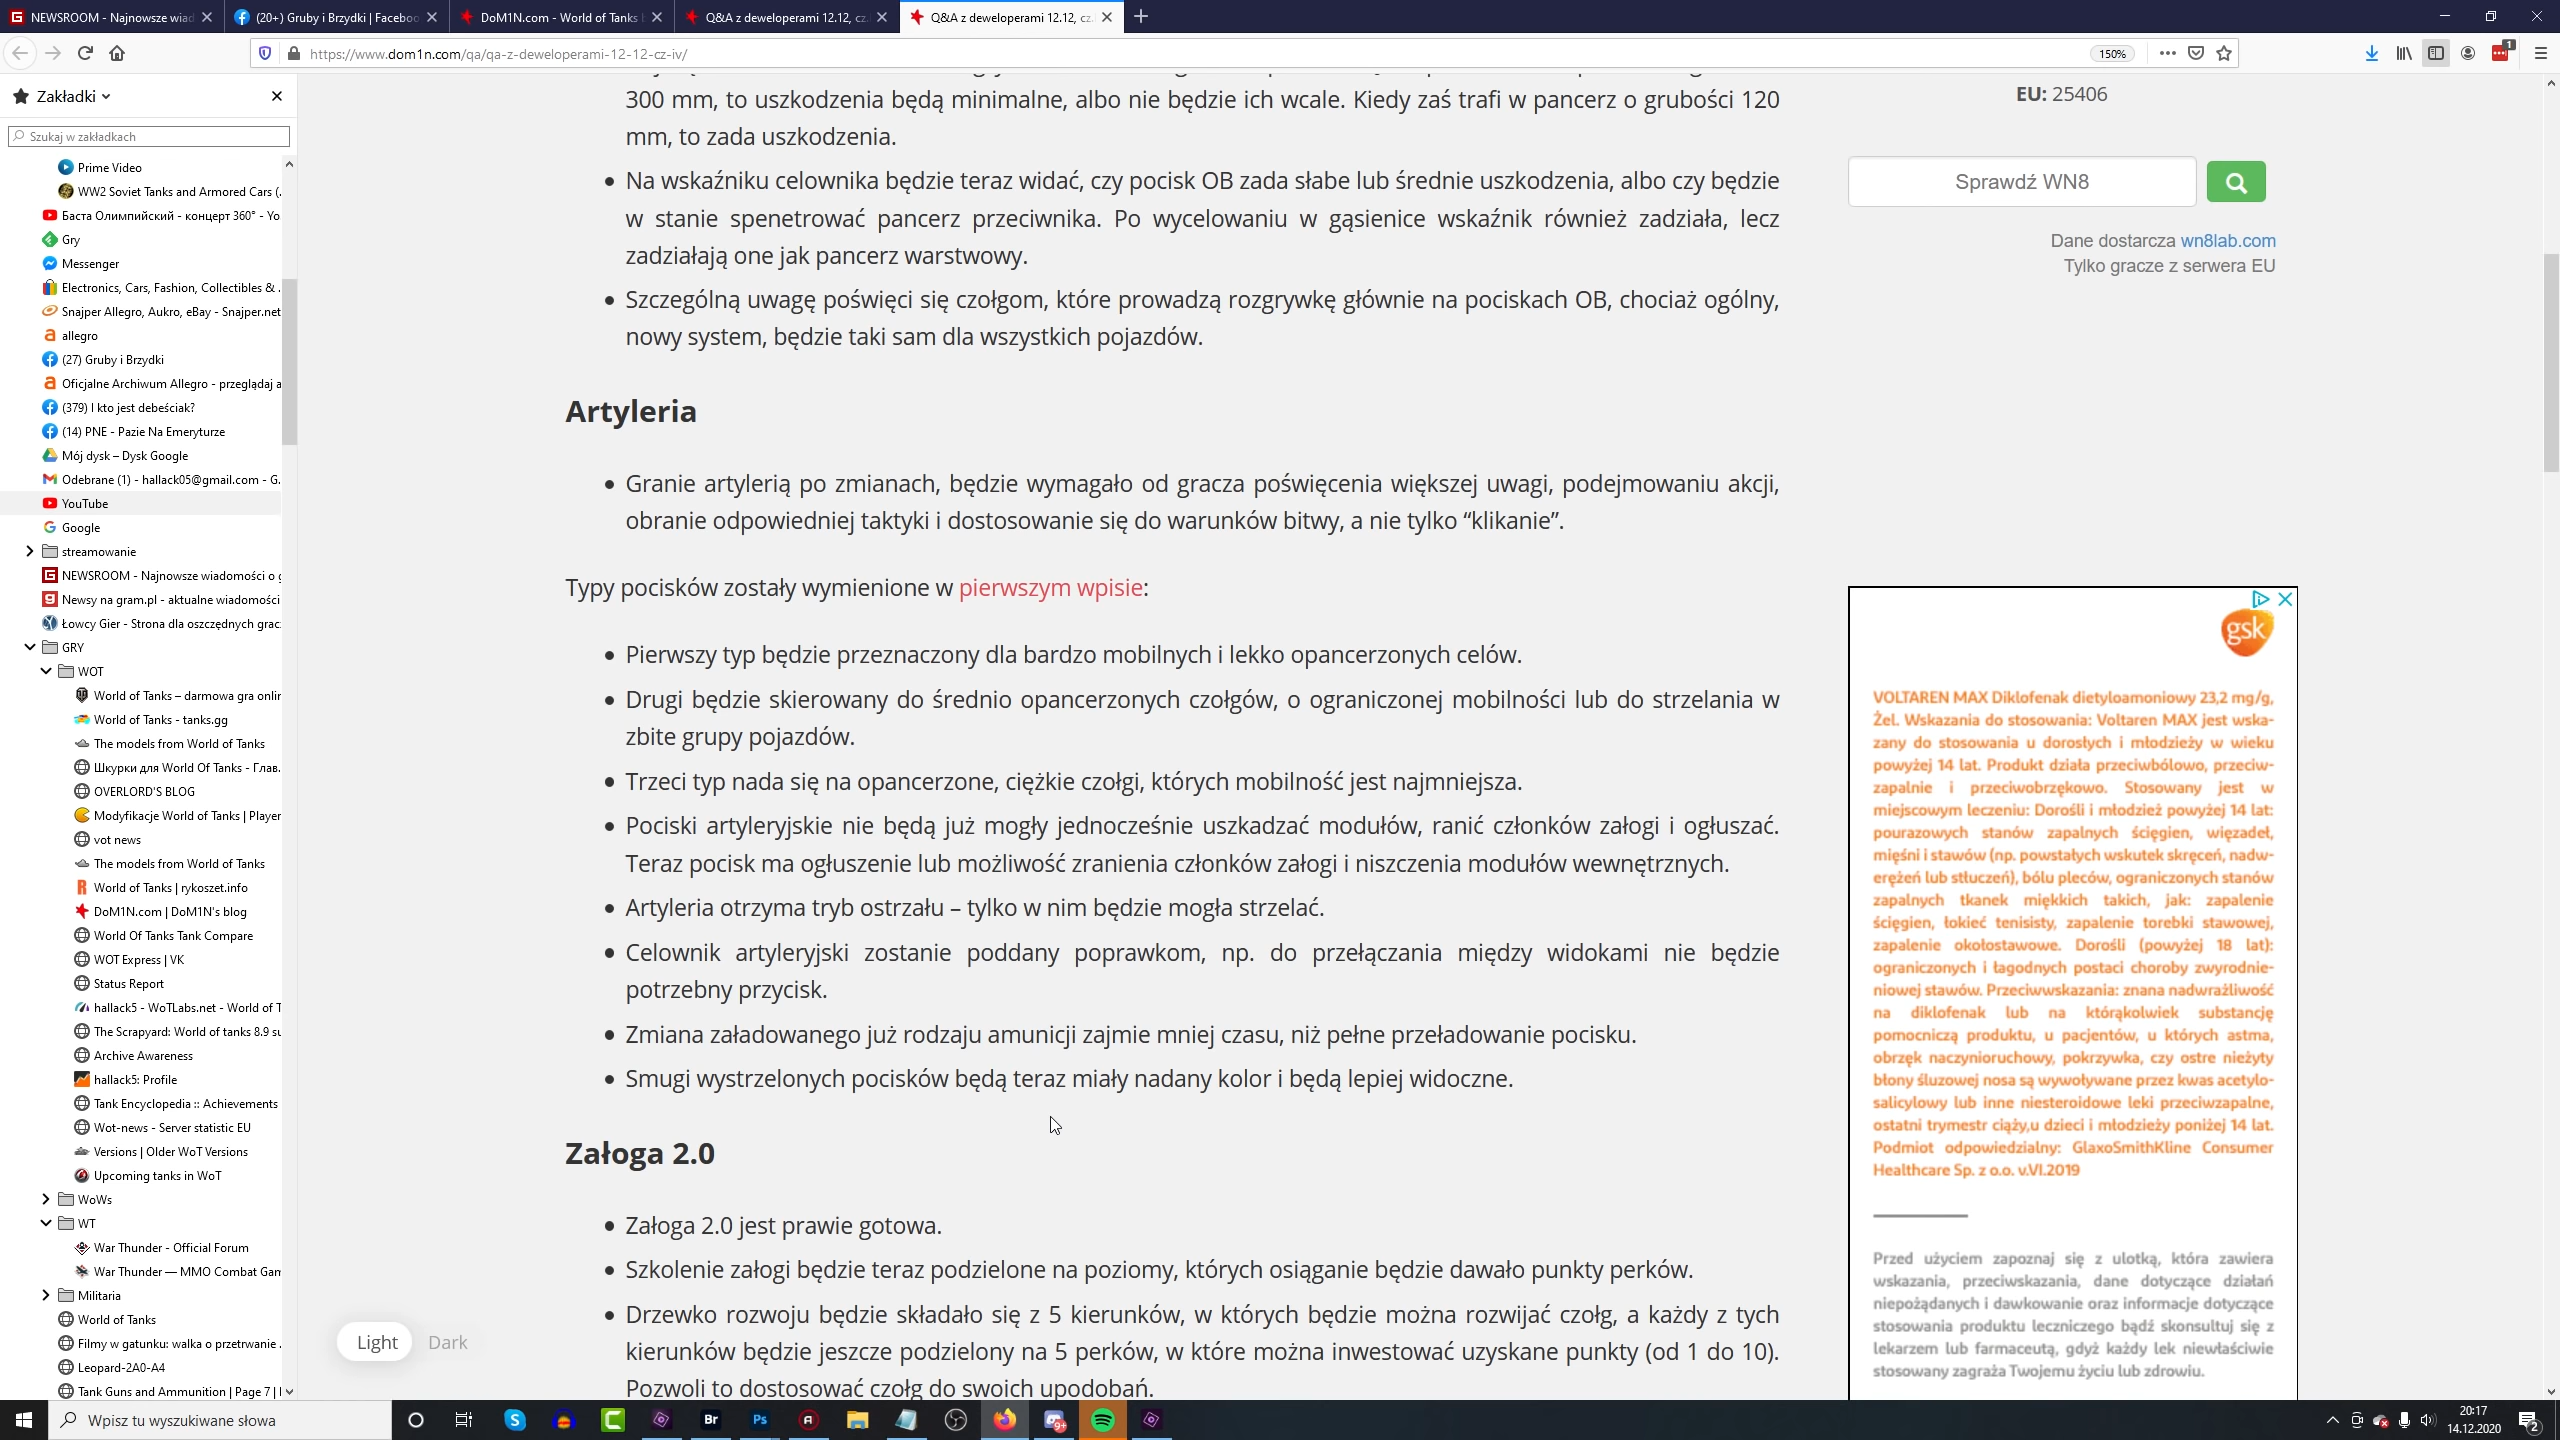 NEWSROOM - Najnowsze wiad
(20+) Gruby i Brzydki | Faceboo
DoM1N.com - World of Tanks
Q&A z deweloperami 12.12, cz.
Q&A z deweloperami 12.12, cz.
https://www.dom1n.com/qa/qa-z-deweloperami-12-12-cz-iv/
150%
1
Zakładki
Szukaj w zakładkach
Prime Video
WW2 Soviet Tanks and Armored Cars (.
Баста Олимпийский - концерт 360° - Yo
Gry
Messenger
Electronics, Cars, Fashion, Collectibles & .
Snajper Allegro, Aukro, eBay - Snajper.net
allegro
(27) Gruby i Brzydki
Oficjalne Archiwum Allegro - przeglądaj a
(379) I kto jest debeściak?
(14) PNE - Pazie Na Emeryturze
Mój dysk – Dysk Google
Odebrane (1) - hallack05@gmail.com - G.
YouTube
Google
streamowanie
NEWSROOM - Najnowsze wiadomości o g
Newsy na gram.pl - aktualne wiadomości
Łowcy Gier - Strona dla oszczędnych grac
GRY
WOT
World of Tanks – darmowa gra onlir
World of Tanks - tanks.gg
The models from World of Tanks
Шкурки для World Of Tanks - Глав.
OVERLORD'S BLOG
Modyfikacje World of Tanks | Player
vot news
The models from World of Tanks
World of Tanks | rykoszet.info
DoM1N.com | DoM1N's blog
World Of Tanks Tank Compare
WOT Express | VK
Status Report
hallack5 - WoTLabs.net - World of T
The Scrapyard: World of tanks 8.9 su
Archive Awareness
hallack5: Profile
Tank Encyclopedia :: Achievements
Wot-news - Server statistic EU
Versions | Older WoT Versions
Upcoming tanks in WoT
WoWs
WT
War Thunder - Official Forum
War Thunder — MMO Combat Gam
Militaria
World of Tanks
Filmy w gatunku: walka o przetrwanie .
Leopard-2A0-A4
Tank Guns and Ammunition | Page 7 |
300 mm, to uszkodzenia będą minimalne, albo nie będzie ich wcale. Kiedy zaś trafi w pancerz o grubości 120
mm, to zada uszkodzenia.
Na wskaźniku celownika będzie teraz widać, czy pocisk OB zada słabe lub średnie uszkodzenia, albo czy będzie
w stanie spenetrować pancerz przeciwnika. Po wycelowaniu w gąsienice wskaźnik również zadziała, lecz
zadziałają one jak pancerz warstwowy.
Szczególną uwagę poświęci się czołgom, które prowadzą rozgrywkę głównie na pociskach OB, chociaż ogólny,
nowy system, będzie taki sam dla wszystkich pojazdów.
Artyleria
Granie artylerią po zmianach, będzie wymagało od gracza poświęcenia większej uwagi, podejmowaniu akcji,
obranie odpowiedniej taktyki i dostosowanie się do warunków bitwy, a nie tylko “klikanie”.
Typy pocisków zostały wymienione w pierwszym wpisie:
Pierwszy typ będzie przeznaczony dla bardzo mobilnych i lekko opancerzonych celów.
Drugi będzie skierowany do średnio opancerzonych czołgów, o ograniczonej mobilności lub do strzelania w
zbite grupy pojazdów.
Trzeci typ nada się na opancerzone, ciężkie czołgi, których mobilność jest najmniejsza.
Pociski artyleryjskie nie będą już mogły jednocześnie uszkadzać modułów, ranić członków załogi i ogłuszać.
Teraz pocisk ma ogłuszenie lub możliwość zranienia członków załogi i niszczenia modułów wewnętrznych.
Artyleria otrzyma tryb ostrzału – tylko w nim będzie mogła strzelać.
Celownik artyleryjski zostanie poddany poprawkom, np. do przełączania między widokami nie będzie
potrzebny przycisk.
Zmiana załadowanego już rodzaju amunicji zajmie mniej czasu, niż pełne przeładowanie pocisku.
Smugi wystrzelonych pocisków będą teraz miały nadany kolor i będą lepiej widoczne.
Załoga 2.0
Załoga 2.0 jest prawie gotowa.
Szkolenie załogi będzie teraz podzielone na poziomy, których osiąganie będzie dawało punkty perków.
Drzewko rozwoju będzie składało się z 5 kierunków, w których będzie można rozwijać czołg, a każdy z tych
kierunków będzie jeszcze podzielony na 5 perków, w które można inwestować uzyskane punkty (od 1 do 10).
Pozwoli to dostosować czołg do swoich upodobań.
Light Dark
EU: 25406
Sprawdź WN8
Dane dostarcza wn8lab.com
Tylko gracze z serwera EU
gsk
VOLTAREN MAX Diklofenak dietyloamoniowy 23,2 mg/g,
Żel. Wskazania do stosowania: Voltaren MAX jest wska-
zany do stosowania u dorosłych i młodzieży w wieku
powyżej 14 lat. Produkt działa przeciwbólowo, przeciw-
zapalnie i przeciwobrzękowo. Stosowany jest w
miejscowym leczeniu: Dorośli i młodzież powyżej 14 lat:
pourazowych stanów zapalnych ścięgien, więzadeł,
mięśni i stawów (np. powstałych wskutek skręceń, nadw-
erężeń lub stłuczeń), bólu pleców, ograniczonych stanów
zapalnych tkanek miękkich takich, jak: zapalenie
ścięgien, łokieć tenisisty, zapalenie torebki stawowej,
zapalenie okołostawowe. Dorośli (powyżej 18 lat):
ograniczonych i łagodnych postaci choroby zwyrodnie-
niowej stawów. Przeciwwskazania: znana nadwrażliwość
na diklofenak lub na którąkolwiek substancję
pomocniczą produktu, u pacjentów, u których astma,
obrzęk naczynioruchowy, pokrzywka, czy ostre nieżyty
błony śluzowej nosa są wywoływane przez kwas acetylo-
salicylowy lub inne niesteroidowe leki przeciwzapalne,
ostatni trymestr ciąży,u dzieci i młodzieży poniżej 14 lat.
Podmiot odpowiedzialny: GlaxoSmithKline Consumer
Healthcare Sp. z o.o. v.VI.2019
Przed użyciem zapoznaj się z ulotką, która zawiera
wskazania, przeciwskazania, dane dotyczące działań
niepożądanych i dawkowanie oraz informacje dotyczące
stosowania produktu leczniczego bądź skonsultuj się z
lekarzem lub farmaceutą, gdyż każdy lek niewłaściwie
stosowany zagraża Twojemu życiu lub zdrowiu.
Wpisz tu wyszukiwane słowa
Br
Ps
9+
20:17
14.12.2020
2